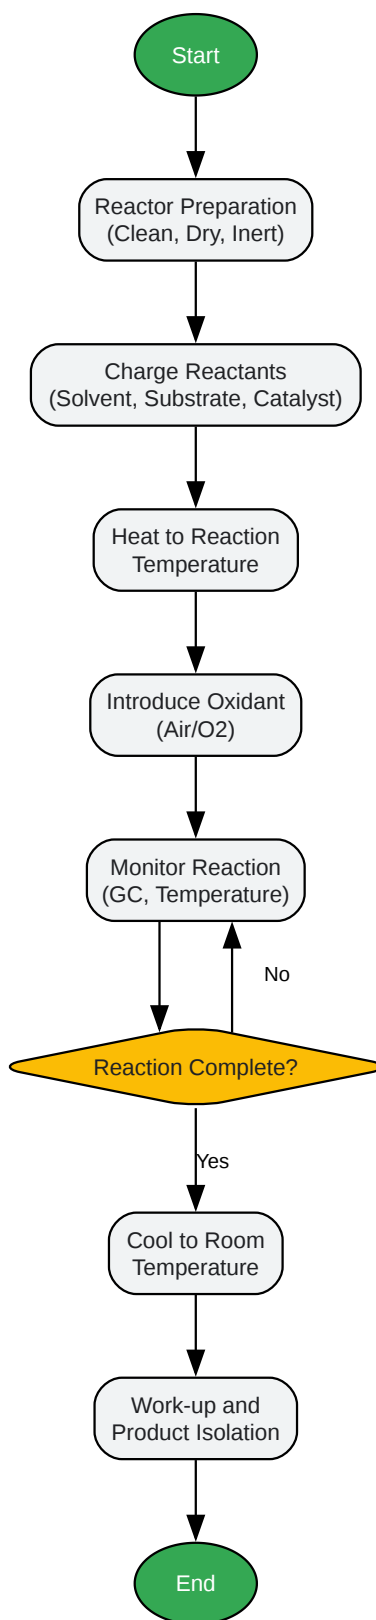 Start
Reactor Preparation
(Clean, Dry, Inert)
Charge Reactants
(Solvent, Substrate, Catalyst)
Heat to Reaction
Temperature
Introduce Oxidant
(Air/O2)
Monitor Reaction
(GC, Temperature)
No
Reaction Complete?
Yes
Cool to Room
Temperature
Work-up and
Product Isolation
End